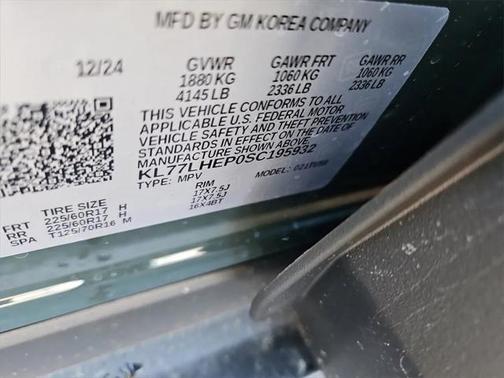 MFD BY GM KOREA COMPANY
12/24 GVWR GAWR FRT GAWR RR
1880 KG 1060 KG 1060 KG
4145 LB 2336 LB 2336 LB
THIS VEHICLE CONFORMS TO ALL
APPLICABLE U.S. FEDERAL MOTOR
VEHICLE SAFETY AND THEFT PREVENTION
STANDARDS IN EFFECT ON THE DATE OF
MANUFACTURE SHOWN ABOVE.
KL77LHEP0SC195932
TYPE: MPV MODEL:
TIRE SIZE RIM
FRT 225/60R17 H 17X7.5J
RR 225/60R17 H 17X7.5J
SPA T125/70R16 M 16X4BT